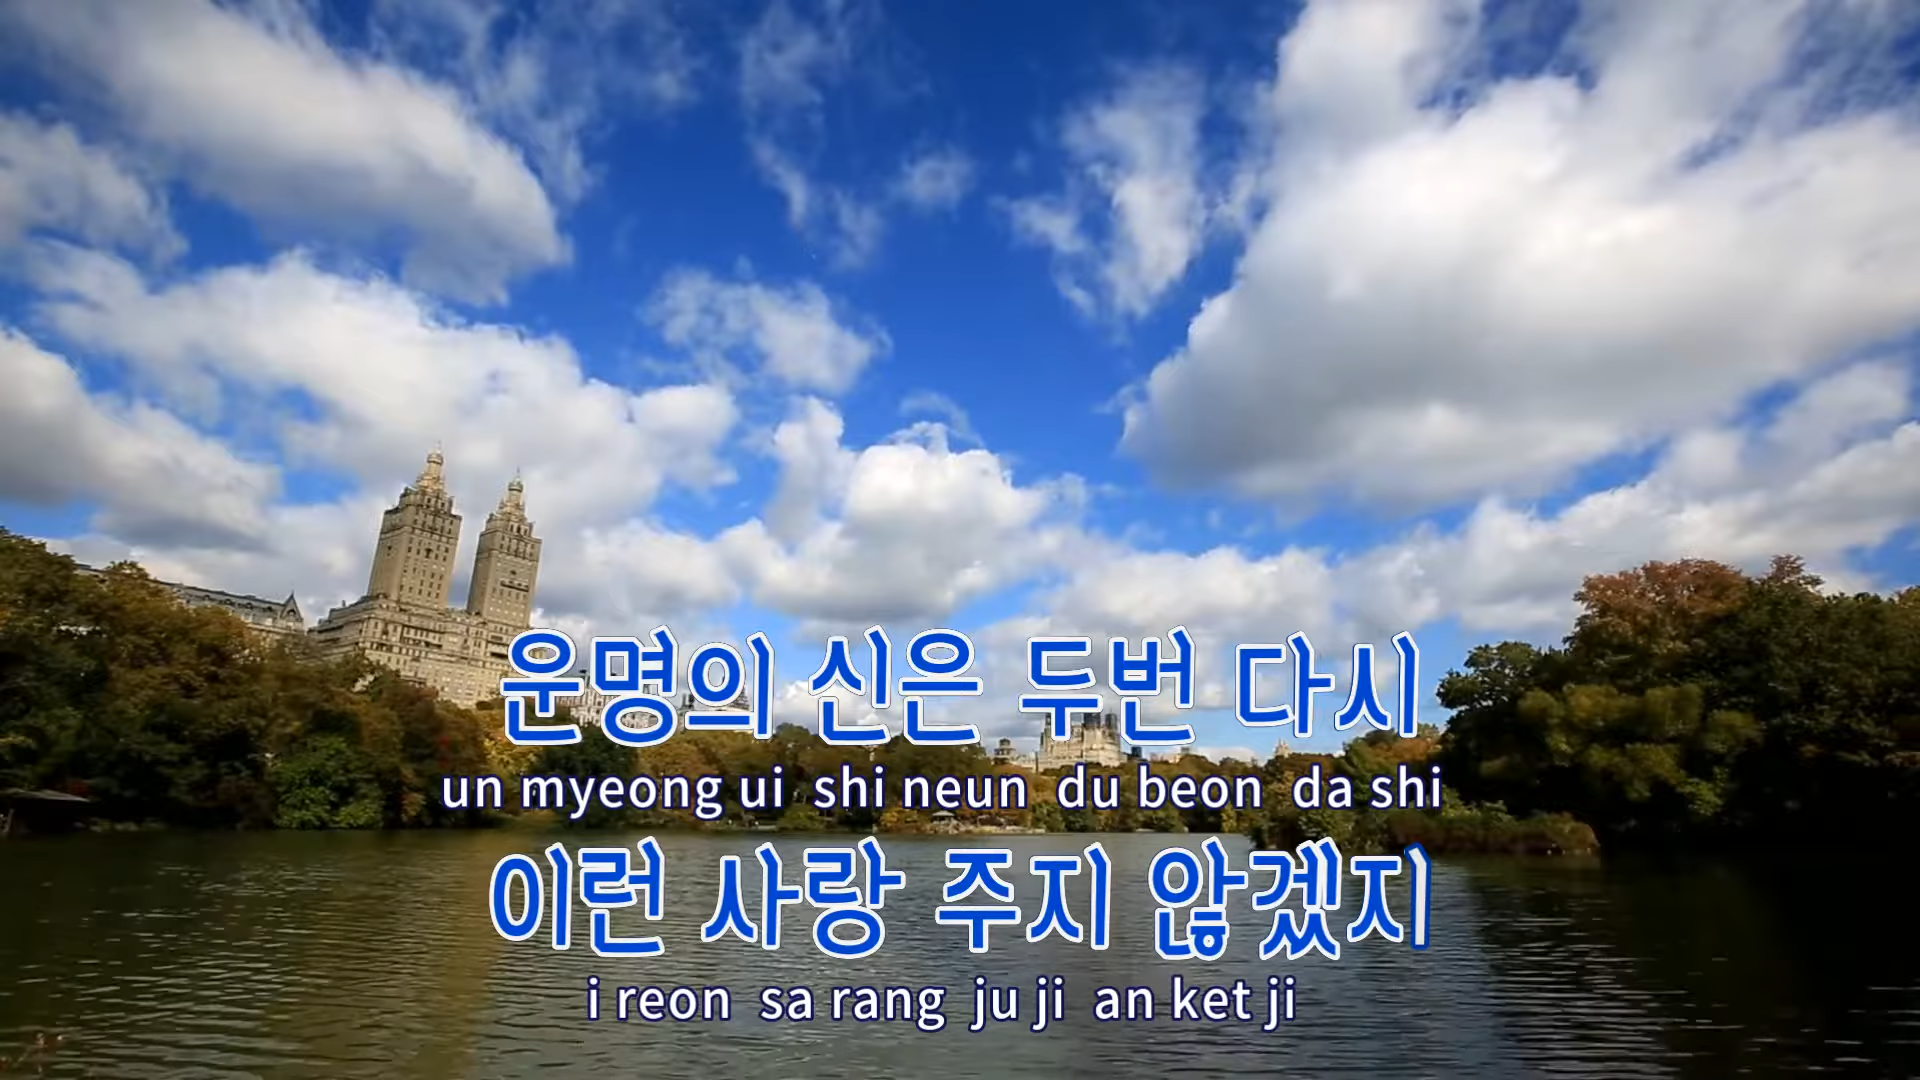 운명의 신은 두번 다시
un myeong ui shi neun du beon da shi
이런 사랑 주지 않겠지
i reon sa rang ju ji an ket ji